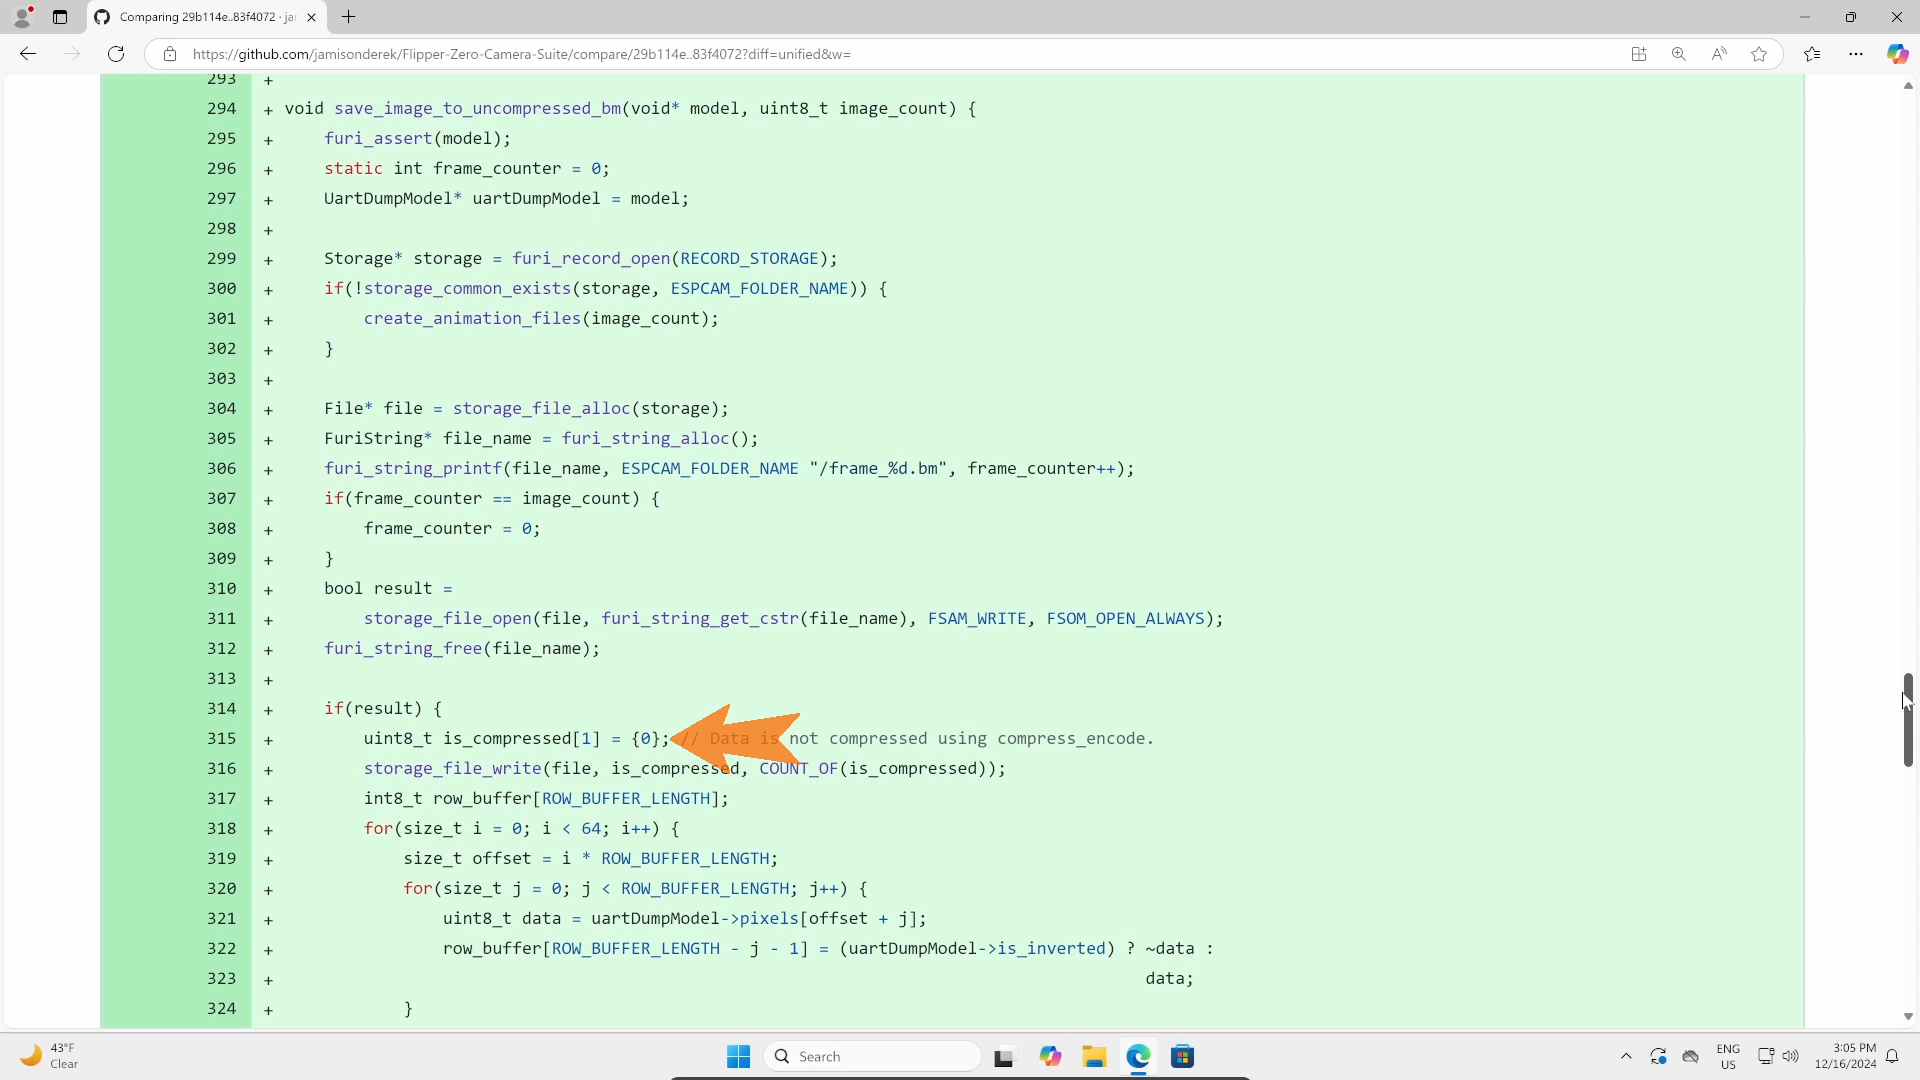 Comparing 29b114e..83f4072 · jar
https://github.com/jamisonderek/Flipper-Zero-Camera-Suite/compare/29b114e..83f4072?diff=unified&w=
293 +
294 + void save_image_to_uncompressed_bm(void* model, uint8_t image_count) {
295 + furi_assert(model);
296 + static int frame_counter = 0;
297 + UartDumpModel* uartDumpModel = model;
298 +
299 + Storage* storage = furi_record_open(RECORD_STORAGE);
300 + if(!storage_common_exists(storage, ESPCAM_FOLDER_NAME)) {
301 + create_animation_files(image_count);
302 + }
303 +
304 + File* file = storage_file_alloc(storage);
305 + FuriString* file_name = furi_string_alloc();
306 + furi_string_printf(file_name, ESPCAM_FOLDER_NAME "/frame_%d.bm", frame_counter++);
307 + if(frame_counter == image_count) {
308 + frame_counter = 0;
309 + }
310 + bool result =
311 + storage_file_open(file, furi_string_get_cstr(file_name), FSAM_WRITE, FSOM_OPEN_ALWAYS);
312 + furi_string_free(file_name);
313 +
314 + if(result) {
315 + uint8_t is_compressed[1] = {0}; // Data is not compressed using compress_encode.
316 + storage_file_write(file, is_compressed, COUNT_OF(is_compressed));
317 + int8_t row_buffer[ROW_BUFFER_LENGTH];
318 + for(size_t i = 0; i < 64; i++) {
319 + size_t offset = i * ROW_BUFFER_LENGTH;
320 + for(size_t j = 0; j < ROW_BUFFER_LENGTH; j++) {
321 + uint8_t data = uartDumpModel->pixels[offset + j];
322 + row_buffer[ROW_BUFFER_LENGTH - j - 1] = (uartDumpModel->is_inverted) ? ~data :
323 + data;
324 + }
43°F
Clear
Search
ENG
US
3:05 PM
12/16/2024